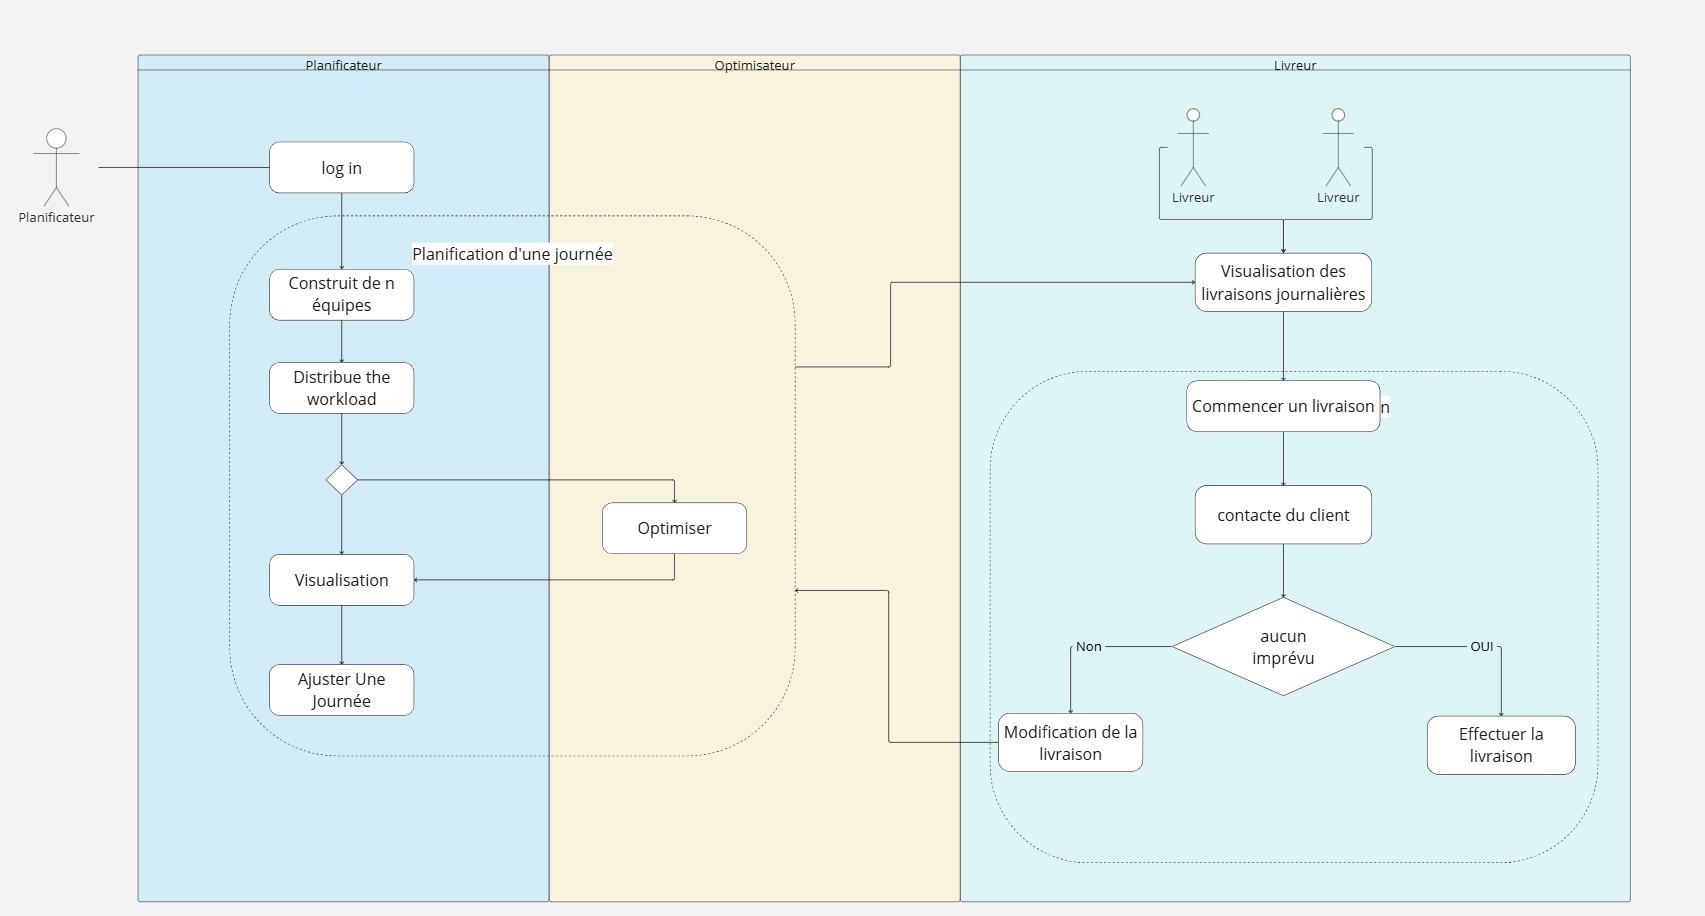 Planificateur
Optimisateur
Livreur
Planificateur
log in
Planification d'une journée
Construit de n
équipes
Distribue the
workload
Optimiser
Visualisation
Ajuster Une
Journée
Livreur
Livreur
Visualisation des
livraisons journalières
Commencer un livraison n
contacte du client
aucun
imprévu
Non
OUI
Modification de la
livraison
Effectuer la
livraison